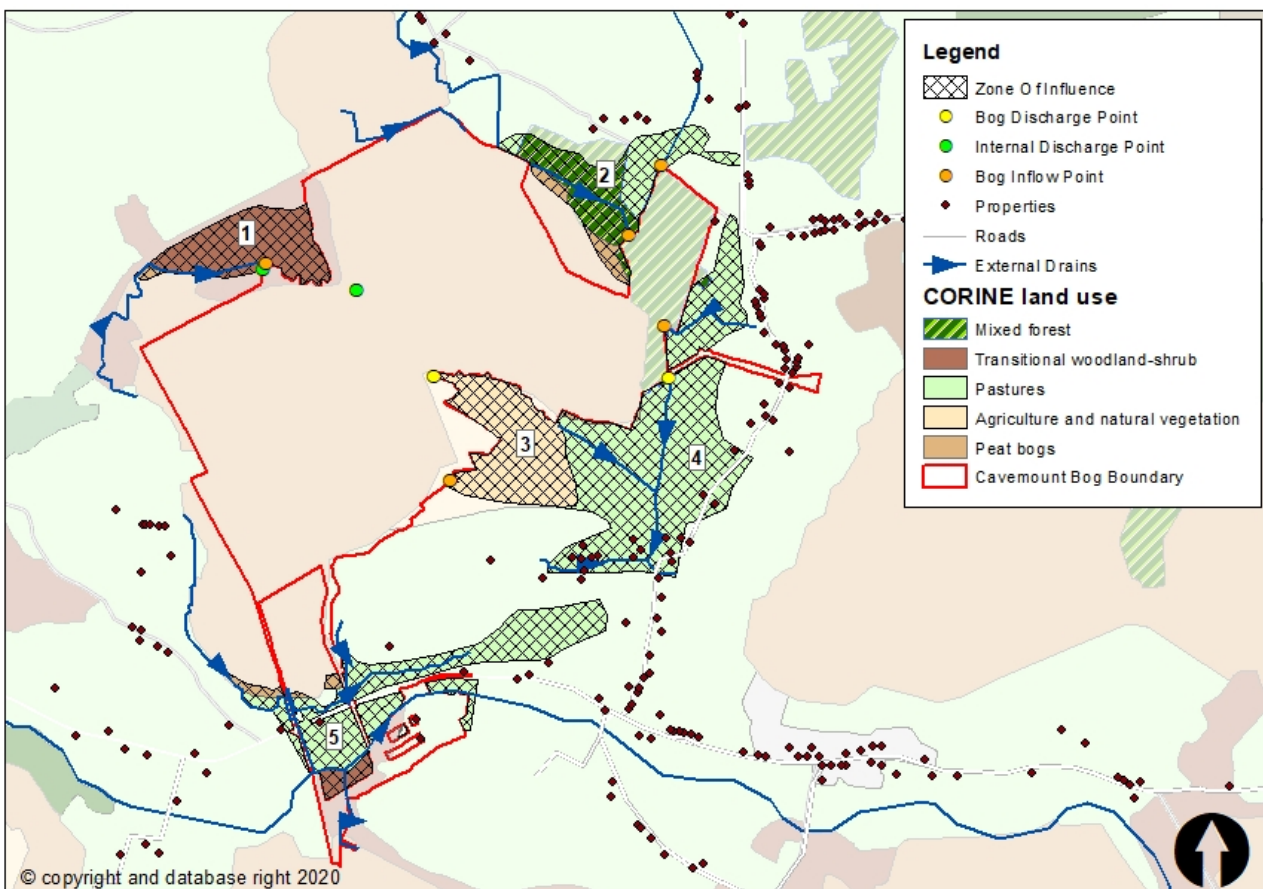 Legend
Zone Of Influence
Bog Discharge Point
Internal Discharge Point
Bog Inflow Point
Properties
Roads
External Drains
CORINE land use
Mixed forest
Transitional woodland-shrub
Pastures
Agriculture and natural vegetation
Peat bogs
Cavemount Bog Boundary
1
2
3
4
5
© copyright and database right 2020